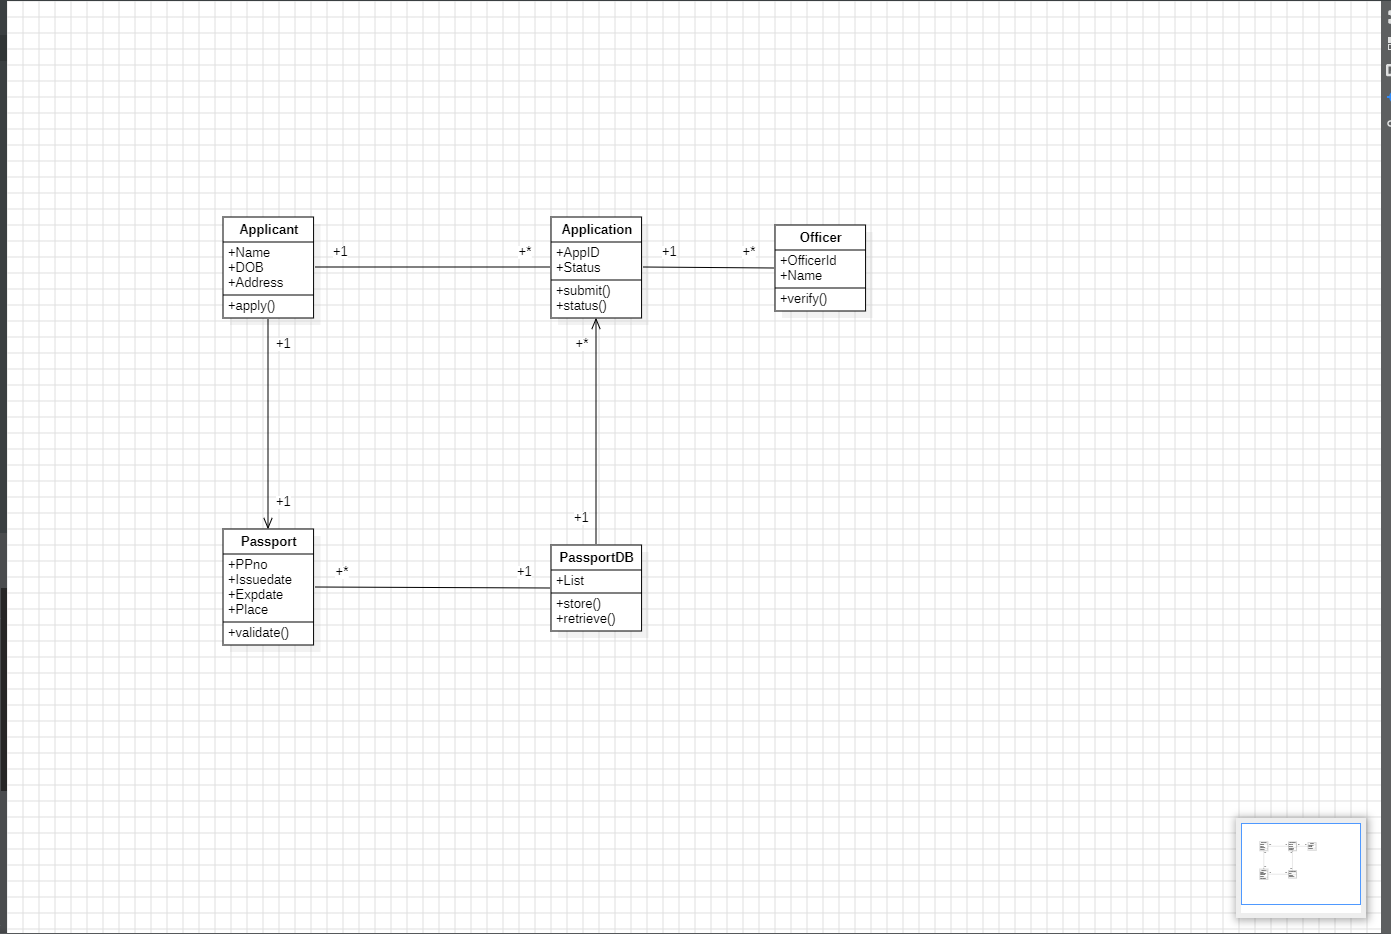 Applicant
+Name
+DOB
+Address
+apply()
+1
+*
Application
+AppID
+Status
+submit()
+status()
+1
+*
Officer
+OfficerId
+Name
+verify()
+1
+*
+1
+1
Passport
+PPno
+Issuedate
+Expdate
+Place
+validate()
+*
+1
PassportDB
+List
+store()
+retrieve()